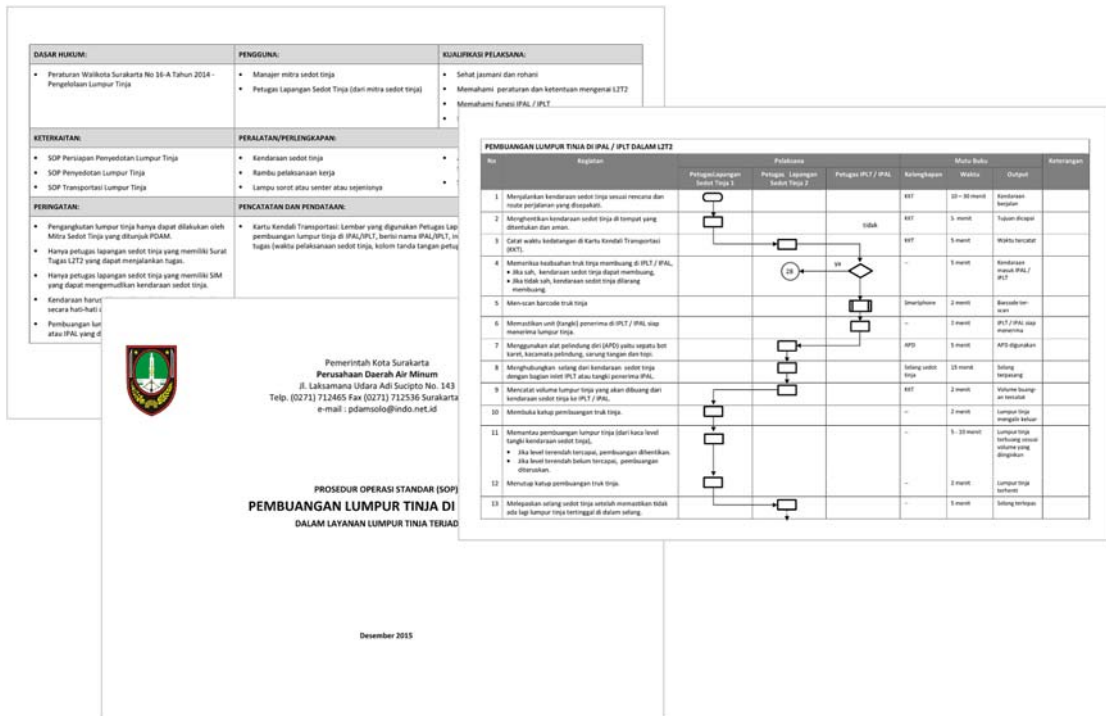 DASAR HUKUM:
PENGGUNA:
KUALIFIKASI PELAKSANA:
• Peraturan Walikota Surakarta No 16-A Tahun 2014 -
Pengelolaan Lumpur Tinja
• Manajer mitra sedot tinja
• Petugas Lapangan Sedot Tinja (dari mitra sedot tinja)
• Sehat jasmani dan rohani
• Memahami peraturan dan ketentuan mengenai L2T2
• Memahami fungsi IPAL / IPLT
KETERKAITAN:
PERALATAN/PERLENGKAPAN:
• SOP Persiapan Penyedotan Lumpur Tinja
• SOP Penyedotan Lumpur Tinja
• SOP Transportasi Lumpur Tinja
• Kendaraan sedot tinja
• Rambu pelaksanaan kerja
• Lampu sorot atau senter atau sejenisnya
PERINGATAN:
PENCATATAN DAN PENDATAAN:
• Pengangkutan lumpur tinja hanya dapat dilakukan oleh
Mitra Sedot Tinja yang ditunjuk PDAM.
• Hanya petugas lapangan sedot tinja yang memiliki Surat
Tugas L2T2 yang dapat menjalankan tugas.
• Hanya petugas lapangan sedot tinja yang memiliki SIM
yang dapat mengemudikan kendaraan sedot tinja.
• Kendaraan harus
secara hati-hati
• Pembuangan
atau IPAL yang
• Kartu Kendali Transportasi: Lembar yang digunakan Petugas
pembuangan lumpur tinja di IPAL/IPLT, berisi nama IPAL/IPLT,
tugas (waktu pelaksanaan sedot tinja, kolom tanda tangan
Pemerintah Kota Surakarta
Perusahaan Daerah Air Minum
Jl. Laksamana Udara Adi Sucipto No. 143
Telp. (0271) 712465 Fax (0271) 712536 Surakarta
e-mail : pdamsolo@indo.net.id
PROSEDUR OPERASI STANDAR (SOP)
PEMBUANGAN LUMPUR TINJA DI
DALAM LAYANAN LUMPUR TINJA TERJAD
Desember 2015
PEMBUANGAN LUMPUR TINJA DI IPAL / IPLT DALAM L2T2
No Kegiatan Pelaksana Mutu Buku Keterangan
PetugasLapangan Sedot Tinja 1
Petugas Lapangan Sedot Tinja 2
Petugas IPLT / IPAL
Kelengkapan Waktu Output
1 Menjalankan kendaraan sedot tinja sesuai rencana dan
route perjalanan yang disepakati.
KKT 10 – 30 menit Kendaraan berjalan
2 Menghentikan kendaraan sedot tinja di tempat yang
ditentukan dan aman.
tidak
KKT 5 menit Tujuan dicapai
3 Catat waktu kedatangan di Kartu Kendali Transportasi
(KKT).
KKT 5 menit Waktu tercatat
4 Memeriksa keabsahan truk tinja membuang di IPLT / IPAL,
• Jika sah, kendaraan sedot tinja dapat membuang,
• Jika tidak sah, kendaraan sedot tinja dilarang
membuang.
28
ya
– 5 menit Kendaraan masuk IPAL / IPLT
5 Men-scan barcode truk tinja
Smartphone 2 menit Barcode ter-scan
6 Memastikan unit (tangki) penerima di IPLT / IPAL siap
menerima lumpur tinja.
– 3 menit IPLT / IPAL siap menerima
7 Menggunakan alat pelindung diri (APD) yaitu sepatu bot
karet, kacamata pelindung, sarung tangan dan topi.
APD 5 menit APD digunakan
8 Menghubungkan selang dari kendaraan sedot tinja
dengan bagian inlet IPLT atau tangki penerima IPAL.
Selang sedot tinja 15 menit Selang terpasang
9 Mencatat volume lumpur tinja yang akan dibuang dari
kendaraan sedot tinja ke IPLT / IPAL.
KKT 2 menit Volume buang-an tercatat
10 Membuka katup pembuangan truk tinja.
– 2 menit Lumpur tinja mengalir keluar
11 Memantau pembuangan lumpur tinja (dari kaca level
tangki kendaraan sedot tinja),
• Jika level terendah tercapai, pembuangan dihentikan.
• Jika level terendah belum tercapai, pembuangan
diteruskan.
– 5 - 10 menit Lumpur tinja terbuang sesuai volume yang diinginkan
12 Menutup katup pembuangan truk tinja.
– 2 menit Lumpur tinja terhenti
13 Melepaskan selang sedot tinja setelah memastikan tidak
ada lagi lumpur tinja tertinggal di dalam selang.
– 5 menit Selang terlepas